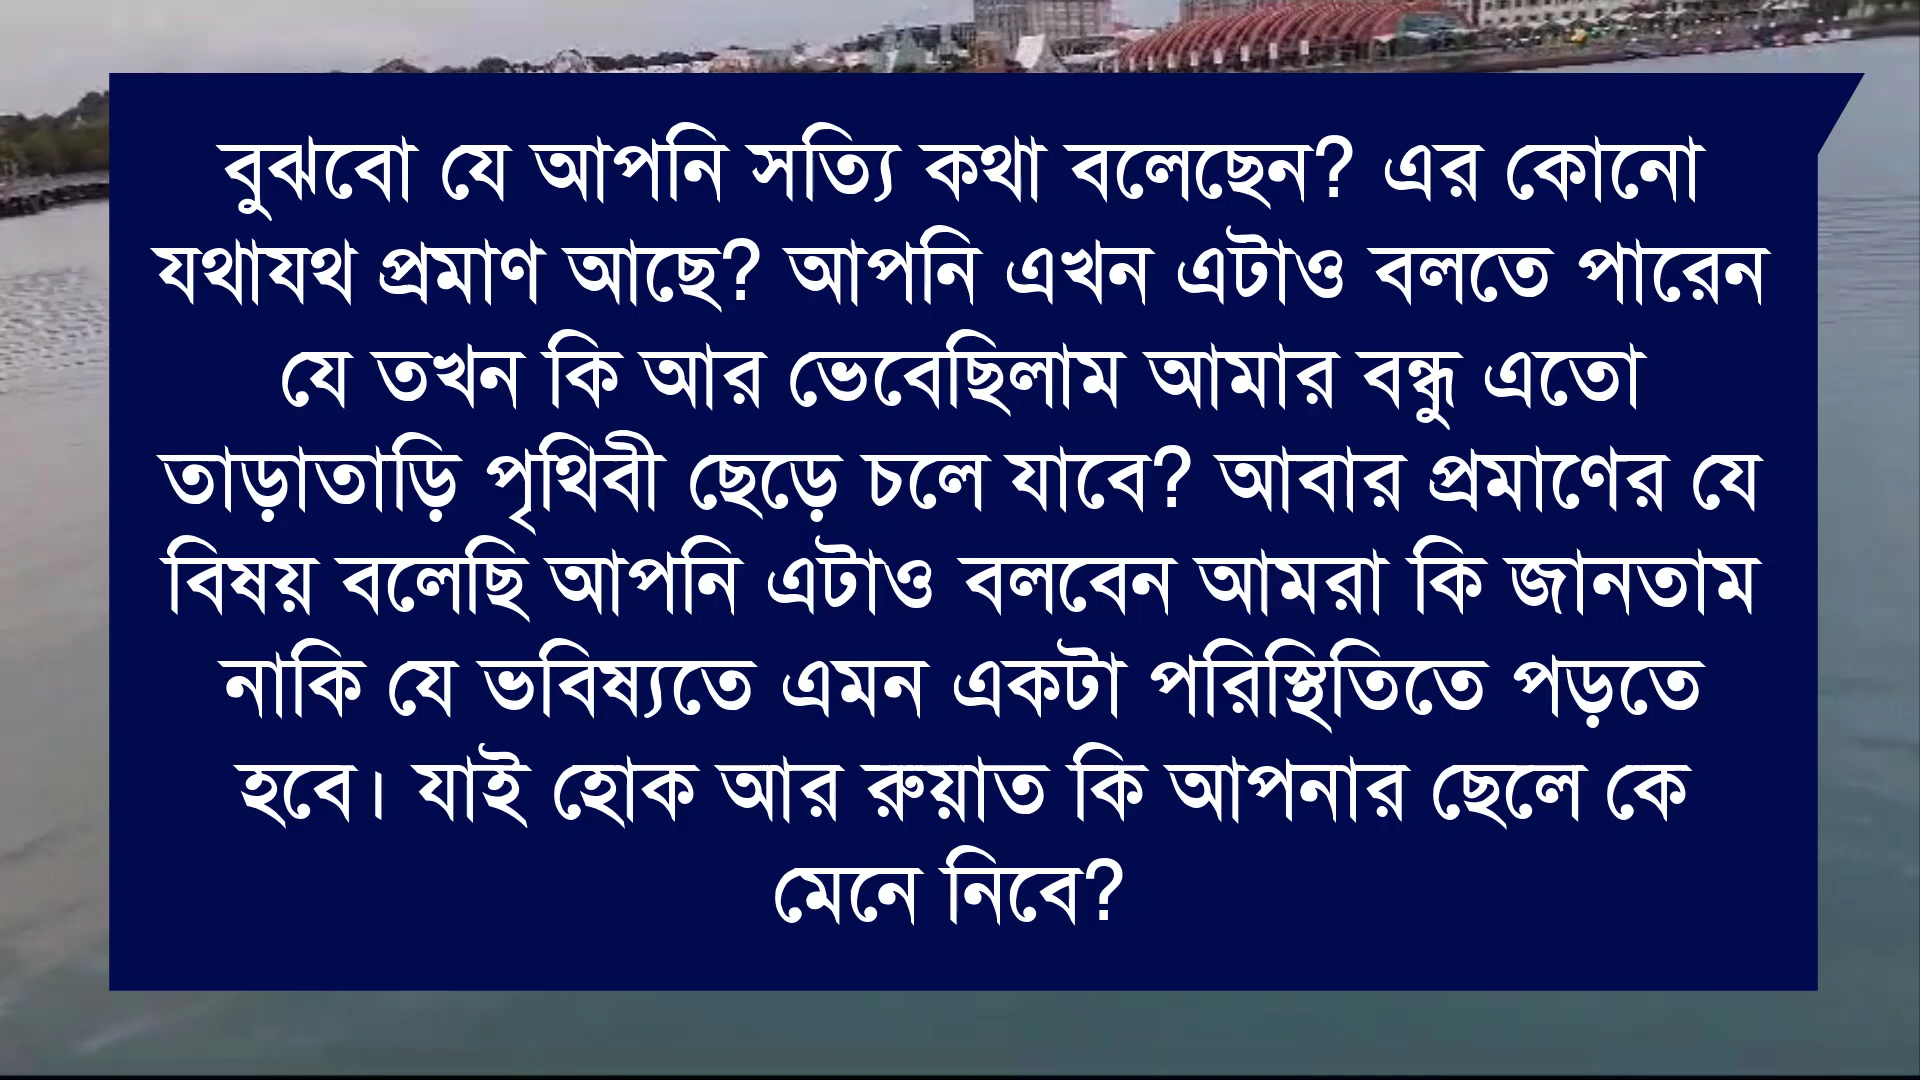 বুঝবো যে আপনি সত্যি কথা বলেছেন? এর কোনো
যথাযথ প্রমাণ আছে? আপনি এখন এটাও বলতে পারেন
যে তখন কি আর ভেবেছিলাম আমার বন্ধু এতো
তাড়াতাড়ি পৃথিবী ছেড়ে চলে যাবে? আবার প্রমাণের যে
বিষয় বলেছি আপনি এটাও বলবেন আমরা কি জানতাম
নাকি যে ভবিষ্যতে এমন একটা পরিস্থিতিতে পড়তে
হবে। যাই হোক আর রুয়াত কি আপনার ছেলে কে
মেনে নিবে?